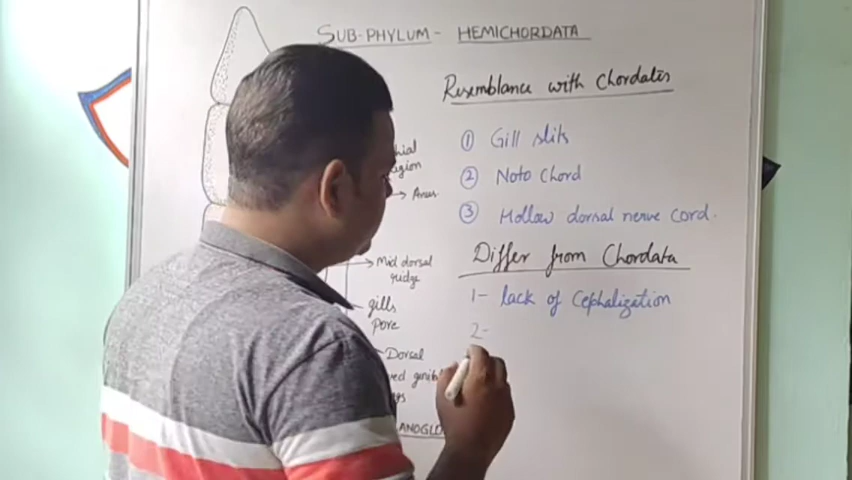 SUB-PHYLUM- HEMICHORDATA
Resemblance with Chordates
① Gill slits
② Noto Chord
③ Hollow dorsal nerve cord.
Differ from Chordata
1- lack of Cephalization
2-
Mid dorsal
ridge
gills
pore
Dorsal